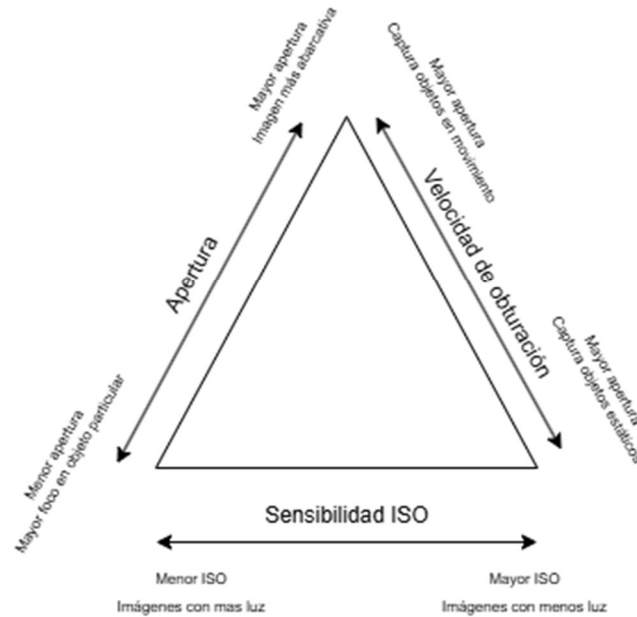 Mayor apertura
Imagen más abarcativa
Mayor apertura
Captura objetos en movimiento
Apertura
Velocidad de obturación
Menor apertura
Mayor foco en objeto particular
Mayor apertura
Captura objetos estáticos
Sensibilidad ISO
Menor ISO
Imágenes con mas luz
Mayor ISO
Imágenes con menos luz